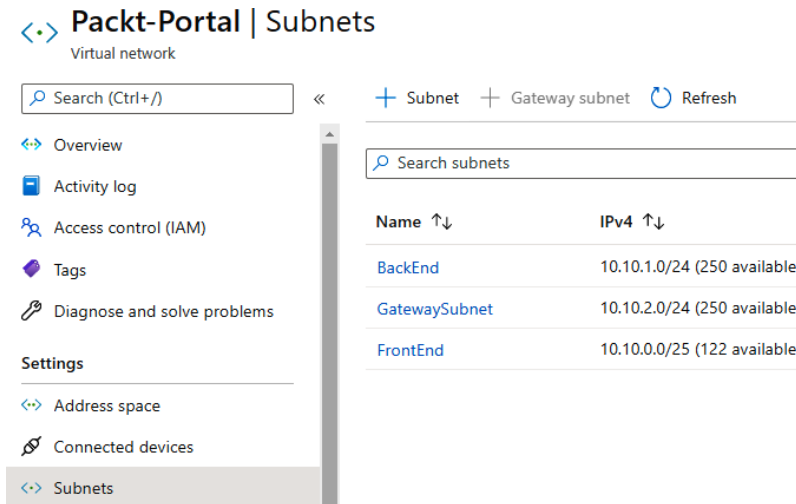 Packt-Portal | Subnets
Virtual network
Search (Ctrl+/)
«
Subnet
Gateway subnet
Refresh
Overview
Activity log
Access control (IAM)
Tags
Diagnose and solve problems
Settings
Address space
Connected devices
Subnets
Search subnets
Name ↑↓ IPv4 ↑↓
BackEnd 10.10.1.0/24 (250 available
GatewaySubnet 10.10.2.0/24 (250 available
FrontEnd 10.10.0.0/25 (122 available